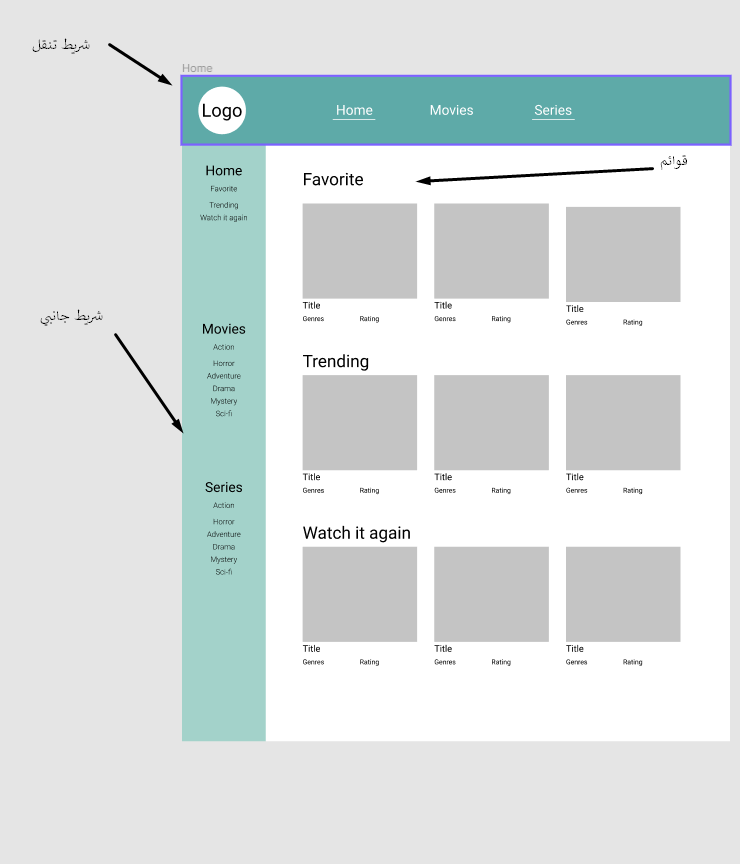 شريط تنقل
Home
Logo
Home Movies Series
قوائم
Home
Favorite
Trending
Watch it again
شريط جانبي
Movies
Action
Horror
Adventure
Drama
Mystery
Sci-fi
Series
Action
Horror
Adventure
Drama
Mystery
Sci-fi
Favorite
Title Title Title
Genres Rating Genres Rating Genres Rating
Trending
Title Title Title
Genres Rating Genres Rating Genres Rating
Watch it again
Title Title Title
Genres Rating Genres Rating Genres Rating